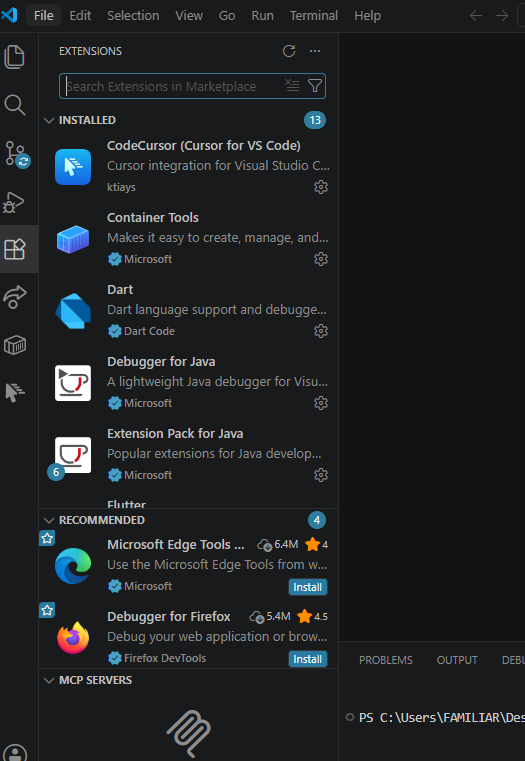 File Edit Selection View Go Run Terminal Help
EXTENSIONS
Search Extensions in Marketplace
INSTALLED 13
CodeCursor (Cursor for VS Code)
Cursor integration for Visual Studio C...
ktiays
Container Tools
Makes it easy to create, manage, and...
Microsoft
Dart
Dart language support and debugge...
Dart Code
Debugger for Java
A lightweight Java debugger for Visu...
Microsoft
Extension Pack for Java
Popular extensions for Java develop...
6 Microsoft
Flutter
RECOMMENDED 4
Microsoft Edge Tools ... 6.4M 4
Use the Microsoft Edge Tools from w...
Microsoft Install
Debugger for Firefox 5.4M 4.5
Debug your web application or brow...
Firefox DevTools Install
MCP SERVERS
PROBLEMS OUTPUT DEBU
PS C:\Users\FAMILIAR\Des